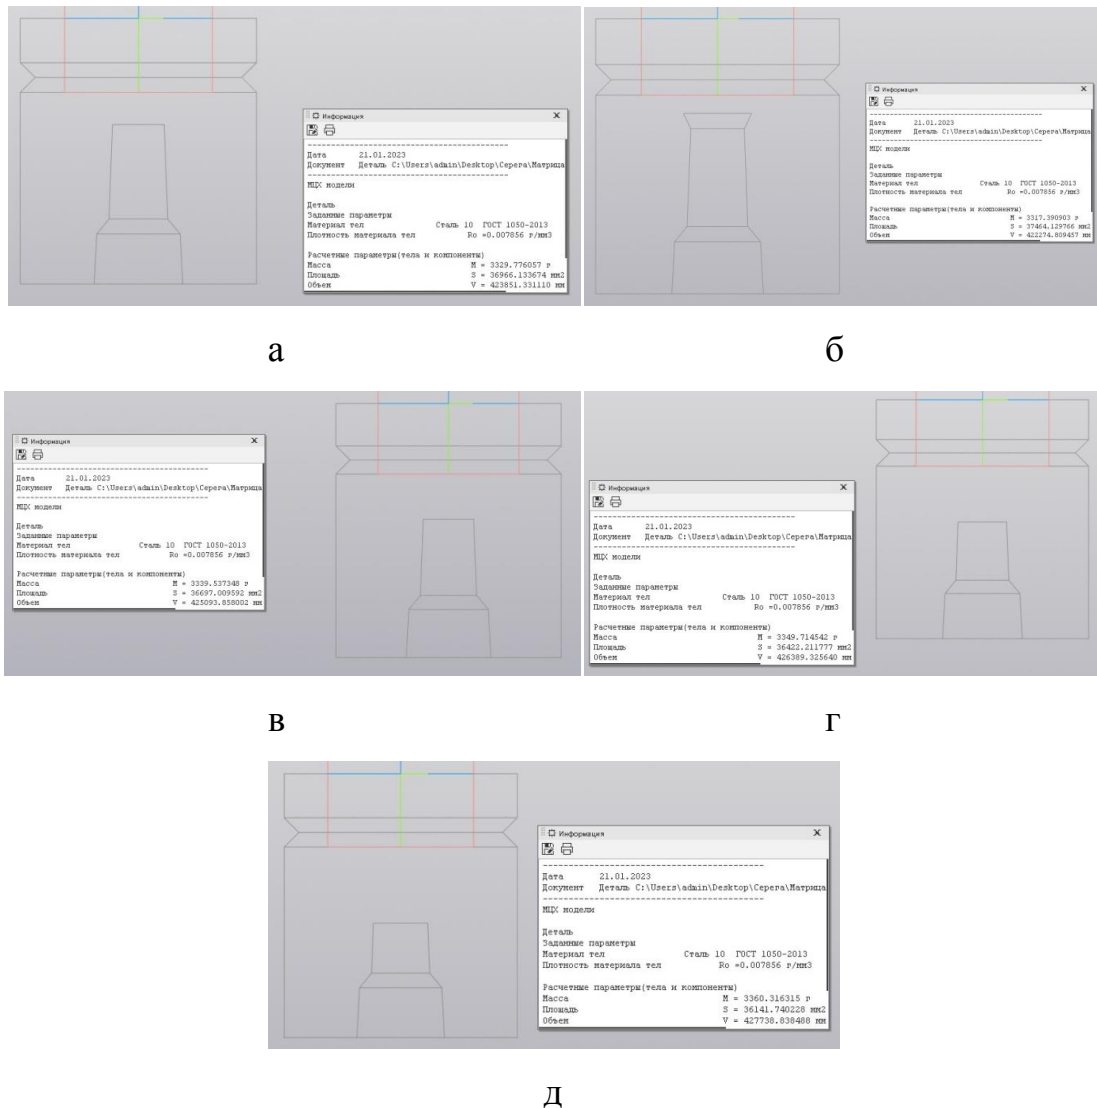 Информация
Дата 21.01.2023
Документ Деталь C:\Users\admin\Desktop\Серега\Матрица
МЦХ модели
Деталь
Заданные параметры
Материал тел Сталь 10 ГОСТ 1050-2013
Плотность материала тел Ro =0.007856 г/мм3
Расчетные параметры(тела и компоненты)
Масса M = 3329.776057 г
Площадь S = 36966.133674 мм2
Объем V = 423851.331110 мм
а
Информация
Дата 21.01.2023
Документ Деталь C:\Users\admin\Desktop\Серега\Матрица
МЦХ модели
Деталь
Заданные параметры
Материал тел Сталь 10 ГОСТ 1050-2013
Плотность материала тел Ro =0.007856 г/мм3
Расчетные параметры(тела и компоненты)
Масса M = 3317.390903 г
Площадь S = 37464.129766 мм2
Объем V = 422274.809457 мм
б
Информация
Дата 21.01.2023
Документ Деталь C:\Users\admin\Desktop\Серега\Матрица
МЦХ модели
Деталь
Заданные параметры
Материал тел Сталь 10 ГОСТ 1050-2013
Плотность материала тел Ro =0.007856 г/мм3
Расчетные параметры(тела и компоненты)
Масса M = 3339.537348 г
Площадь S = 36697.009592 мм2
Объем V = 425093.858002 мм
в
Информация
Дата 21.01.2023
Документ Деталь C:\Users\admin\Desktop\Серега\Матрица
МЦХ модели
Деталь
Заданные параметры
Материал тел Сталь 10 ГОСТ 1050-2013
Плотность материала тел Ro =0.007856 г/мм3
Расчетные параметры(тела и компоненты)
Масса M = 3349.714542 г
Площадь S = 36422.211777 мм2
Объем V = 426389.325640 мм
г
Информация
Дата 21.01.2023
Документ Деталь C:\Users\admin\Desktop\Серега\Матрица
МЦХ модели
Деталь
Заданные параметры
Материал тел Сталь 10 ГОСТ 1050-2013
Плотность материала тел Ro =0.007856 г/мм3
Расчетные параметры(тела и компоненты)
Масса M = 3360.316315 г
Площадь S = 36141.740228 мм2
Объем V = 427738.838488 мм
д